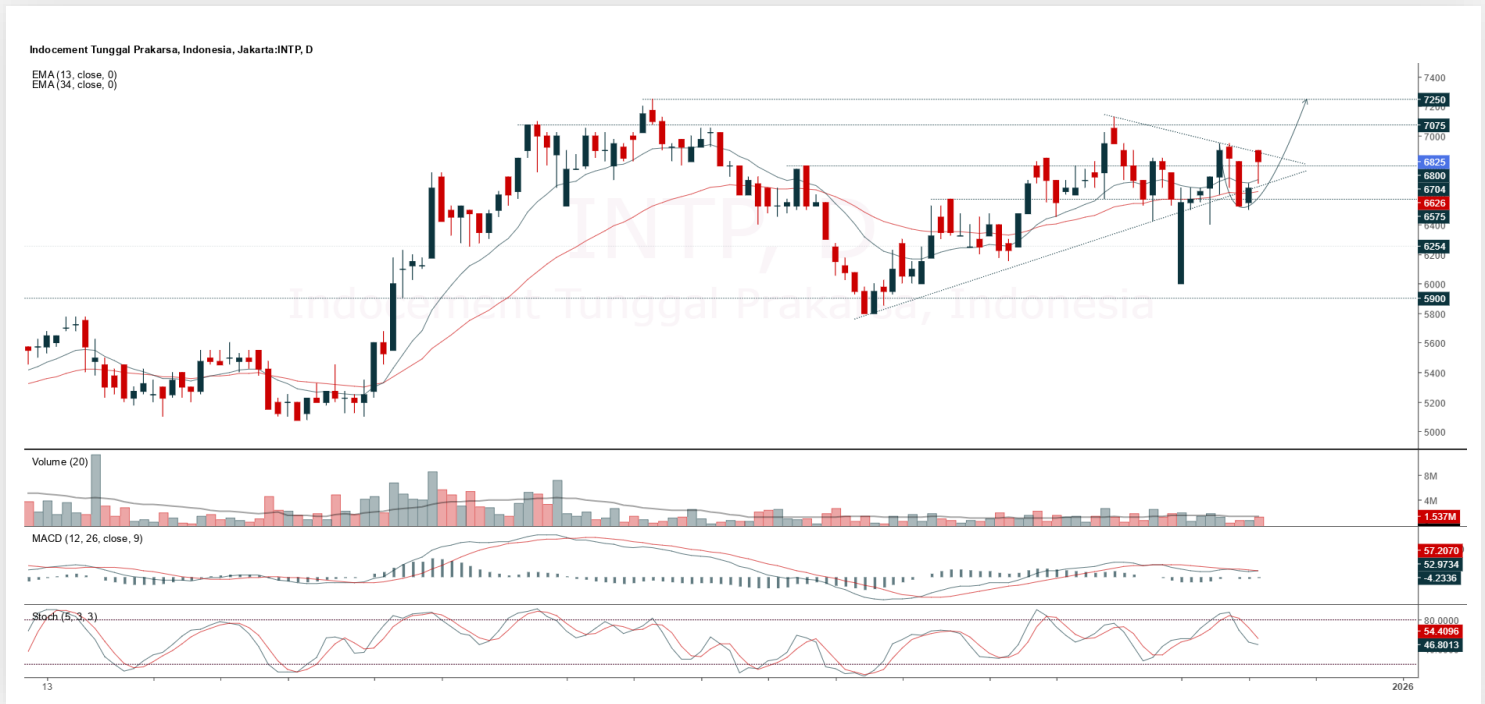 Indocement Tunggal Prakarsa, Indonesia, Jakarta:INTP, D
EMA (13, close, 0)
EMA (34, close, 0)
INTP, D
Indocement Tunggal Prakarsa, Indonesia
7400
7250
7200
7075
7000
6825
6800
6704
6626
6575
6400
6254
6200
6000
5900
5800
5600
5400
5200
5000
Volume (20)
8M
4M
1.537M
MACD (12, 26, close, 9)
57.2070
52.9734
-4.2336
Stoch (5, 3, 3)
80.0000
54.4096
46.8013
13
2026